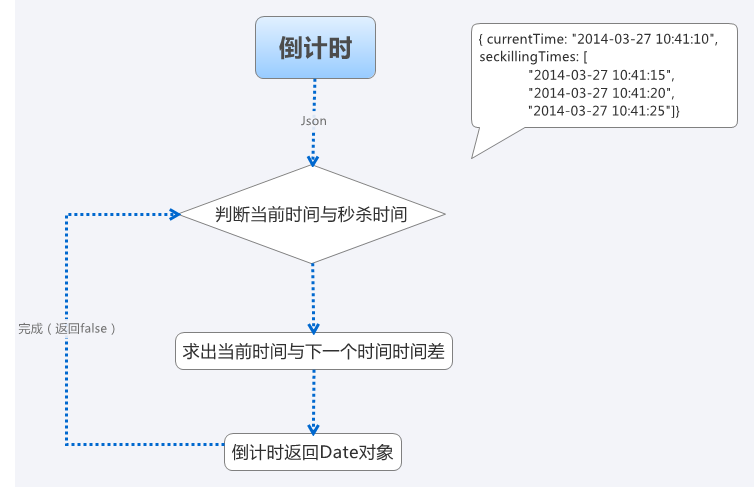 倒计时
{ currentTime: "2014-03-27 10:41:10",
seckillingTimes: [
"2014-03-27 10:41:15",
"2014-03-27 10:41:20",
"2014-03-27 10:41:25"]}
Json
判断当前时间与秒杀时间
完成（返回false）
求出当前时间与下一个时间时间差
倒计时返回Date对象